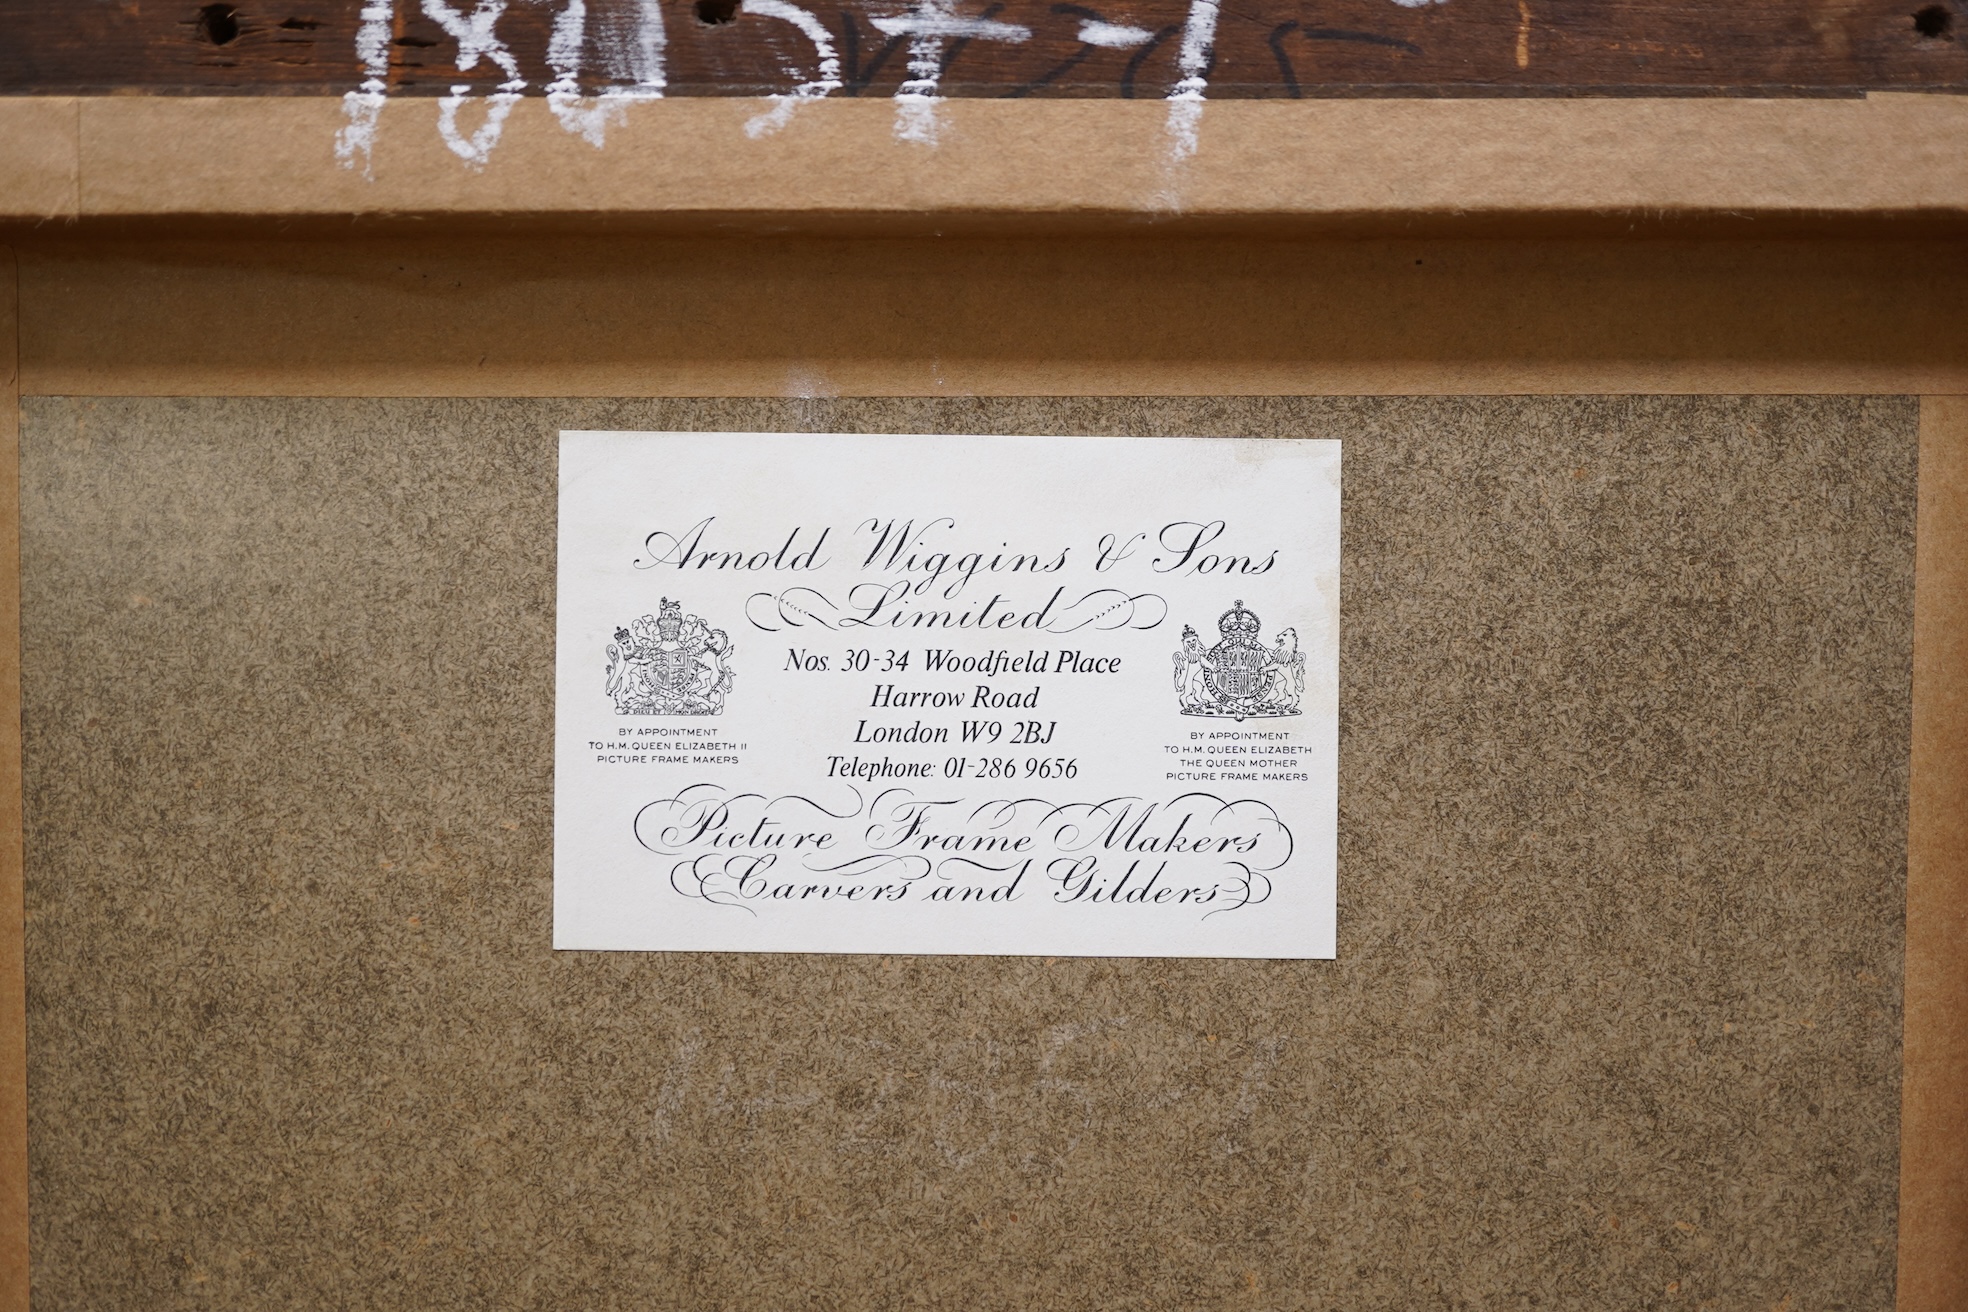 Arnold Wiggins & Sons
Limited
Nos. 30-34 Woodfield Place
Harrow Road
London W9 2BJ
Telephone: 01-286 9656
BY APPOINTMENT
TO H.M. QUEEN ELIZABETH II
PICTURE FRAME MAKERS
BY APPOINTMENT
TO H.M. QUEEN ELIZABETH
THE QUEEN MOTHER
PICTURE FRAME MAKERS
Picture Frame Makers
Carvers and Gilders